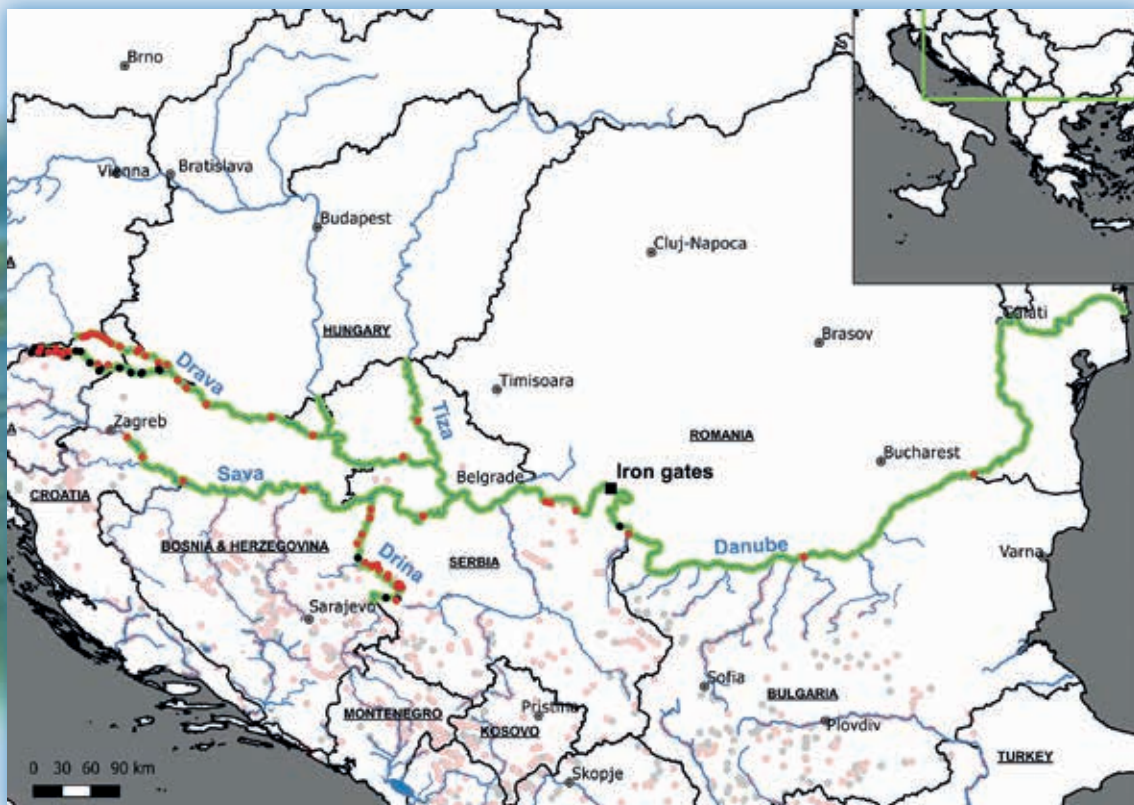 Brno
Vienna
Bratislava
Budapest
Cluj-Napoca
A
HUNGARY
Galati
Brasov
Drava
Timisoara
Tiza
Zagreb
A
ROMANIA
Bucharest
Belgrade
Iron gates
Sava
CROATIA
Danube
BOSNIA & HERZEGOVINA
Drina
SERBIA
Varna
Sarajevo
Sofia
BULGARIA
MONTENEGRO
Pristina
KOSOVO
Plovdiv
TURKEY
0 30 60 90 km
Skopje